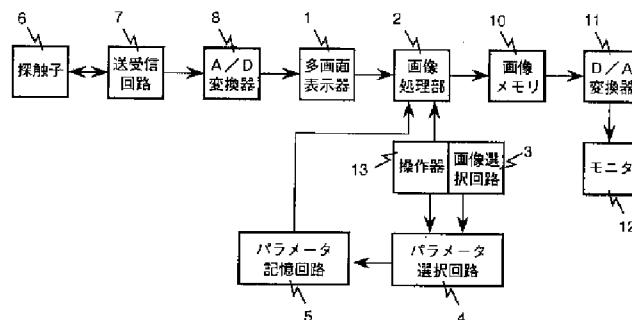 6
7
8
1
2
10
11
探触子
送受信
回路
A/D
変換器
多画面
表示器
画像
処理部
画像
メモリ
D/A
変換器
13
操作器
画像選
択回路
3
モニタ
12
パラメータ
記憶回路
パラメータ
選択回路
5
4